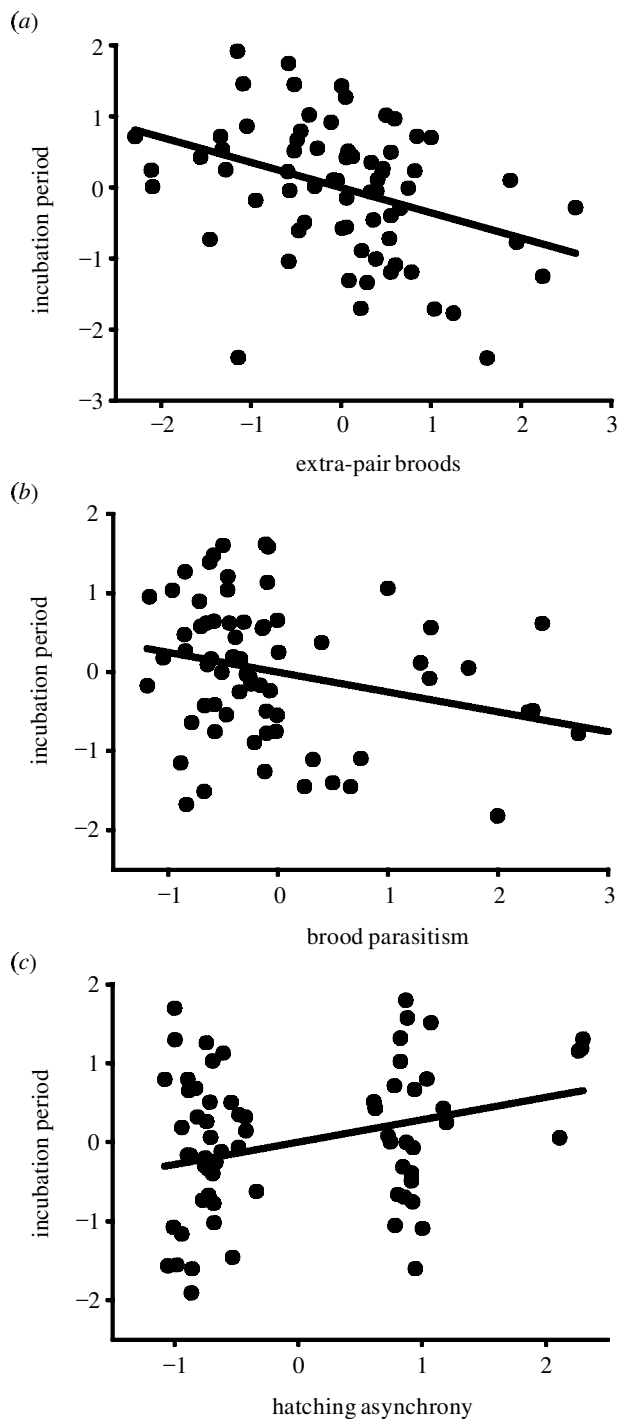 (a)
2
1
0
−1
−2
−3
incubation period
−2 −1 0 1 2 3
extra-pair broods
(b)
2
1
0
−1
−2
incubation period
−1 0 1 2 3
brood parasitism
(c)
2
1
0
−1
−2
incubation period
−1 0 1 2
hatching asynchrony